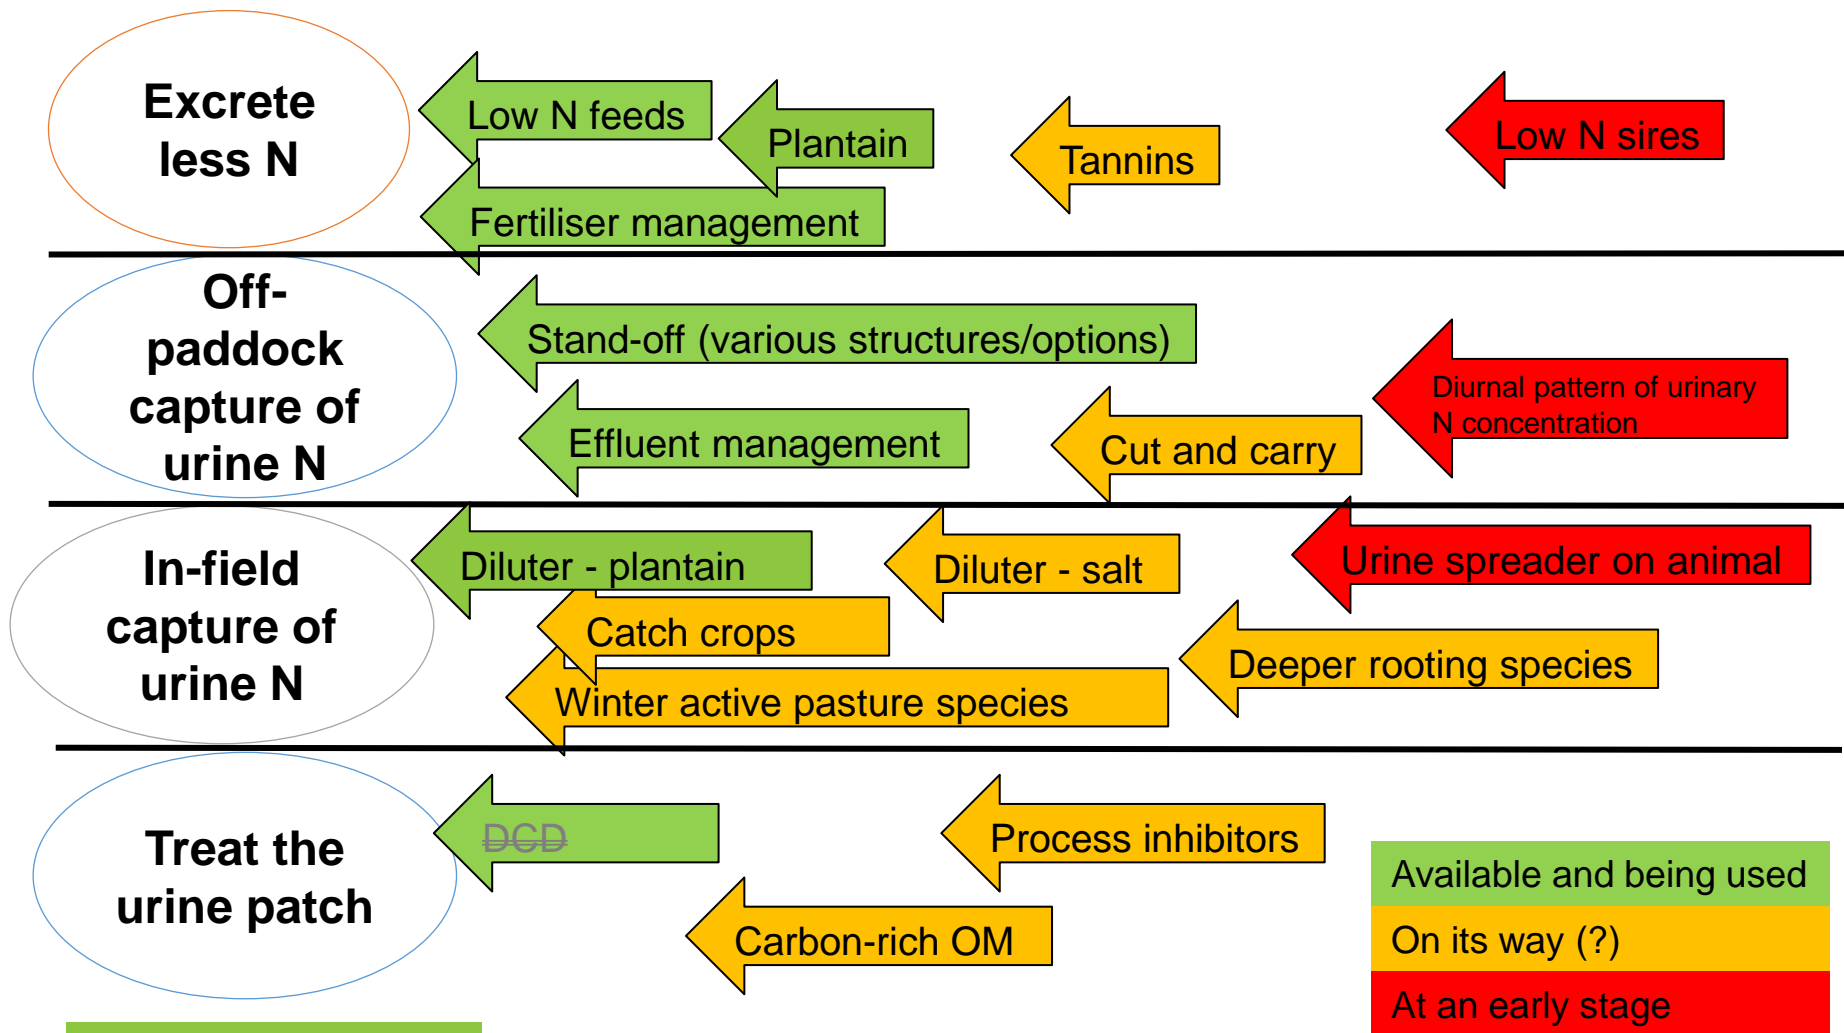 Excrete
less N
Low N feeds
Plantain
Tannins
Low N sires
Fertiliser management
Off-
paddock
capture of
urine N
Stand-off (various structures/options)
Diurnal pattern of urinary
N concentration
Effluent management
Cut and carry
In-field
capture of
urine N
Diluter - plantain
Diluter - salt
Urine spreader on animal
Catch crops
Deeper rooting species
Winter active pasture species
Treat the
urine patch
DCD
Process inhibitors
Carbon-rich OM
Available and being used
On its way (?)
At an early stage